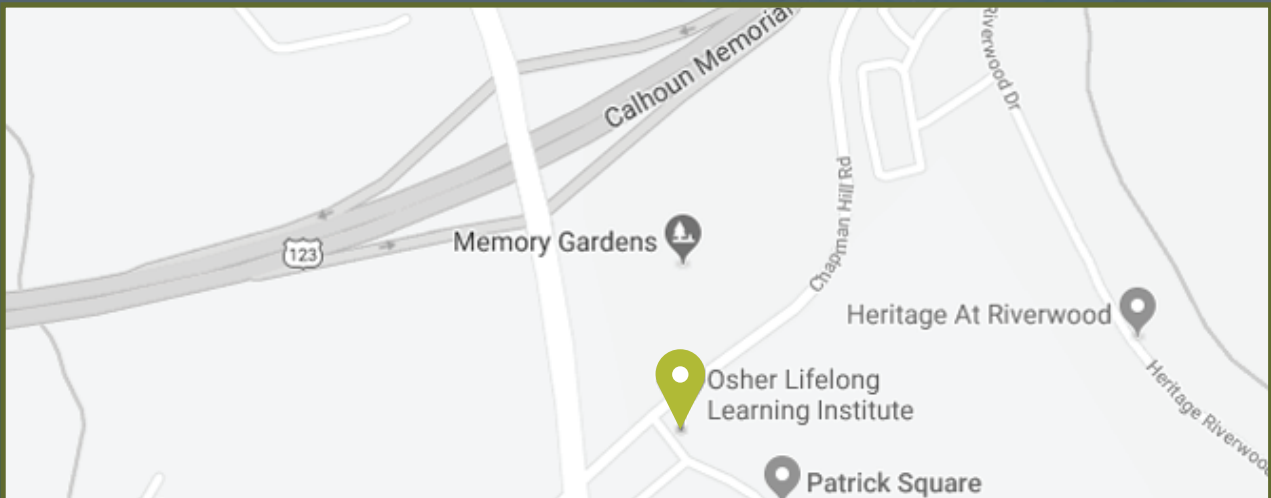 Calhoun Memorial
Riverwood Dr
123
Memory Gardens
Chapman Hill Rd
Heritage At Riverwood
Osher Lifelong
Learning Institute
Heritage Riverwood
Patrick Square